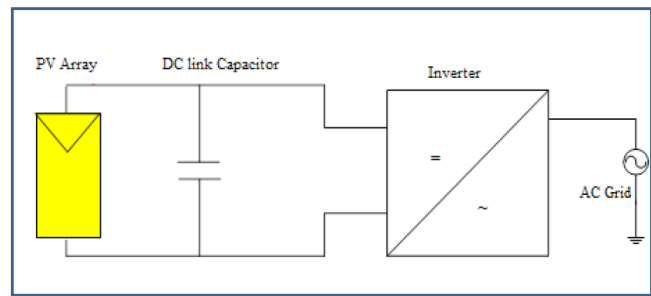 PV Array
DC link Capacitor
Inverter
=
~
AC Grid